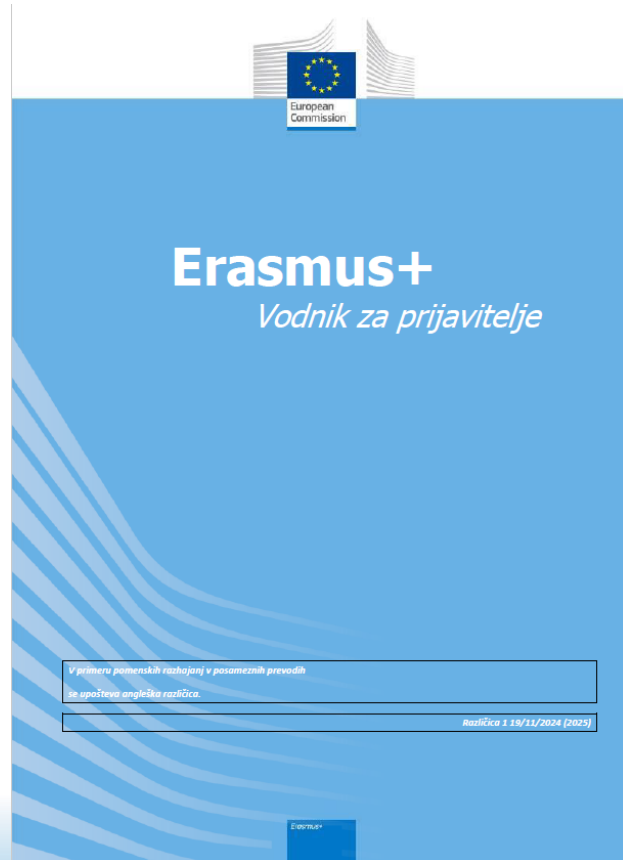 European
Commission
Erasmus+
Vodnik za prijavitelje
V primeru pomenskih razhajanj v posameznih prevodih
se upošteva angleška različica.
Različica 1 19/11/2024 (2025)
Erasmus+